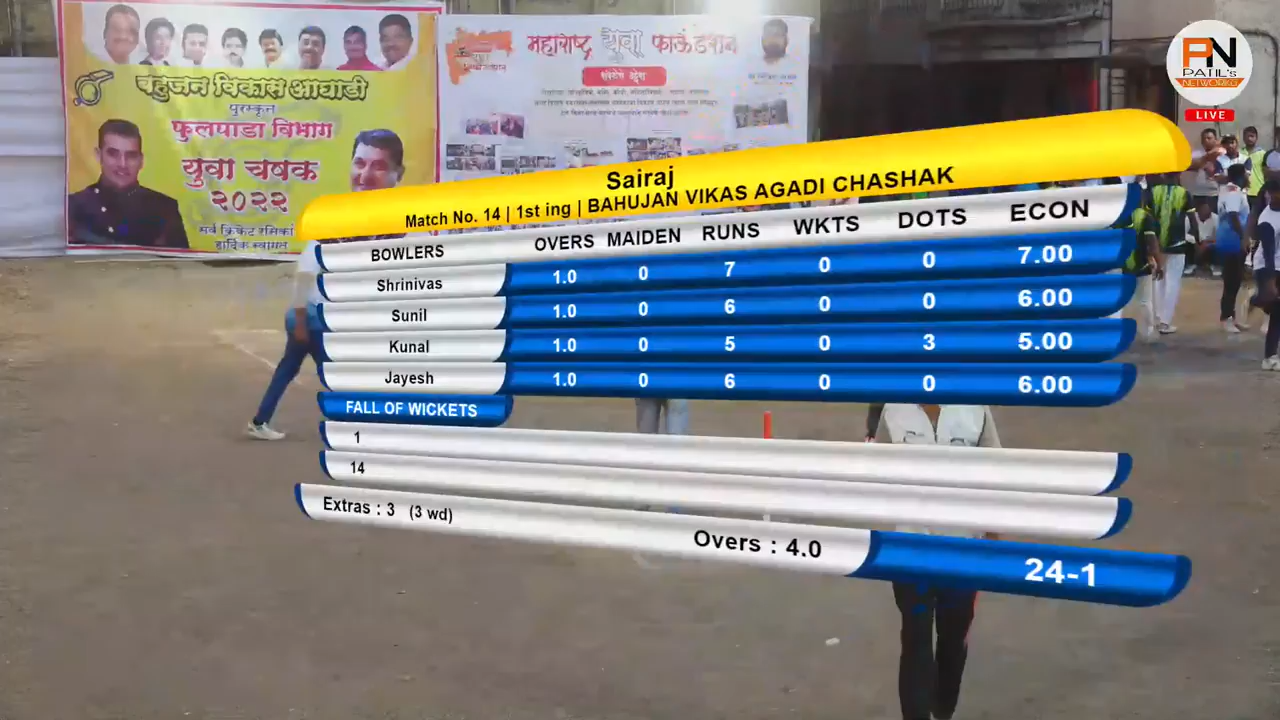 बहुजन विकास आघाडी
पुरस्कृत
फुलपाडा विभाग
युवा चषक
२०२२
सर्व क्रिकेट रसिकांचे
हार्दिक स्वागत
महाराष्ट्र युवा फाऊंडेशन
PN
PATIL's
NETWORKS
LIVE
Sairaj
Match No. 14 | 1st ing | BAHUJAN VIKAS AGADI CHASHAK
BOWLERS OVERS MAIDEN RUNS WKTS DOTS ECON
Shrinivas 1.0 0 7 0 0 7.00
Sunil 1.0 0 6 0 0 6.00
Kunal 1.0 0 5 0 3 5.00
Jayesh 1.0 0 6 0 0 6.00
FALL OF WICKETS
1
14
Extras : 3 (3 wd)
Overs : 4.0 24-1